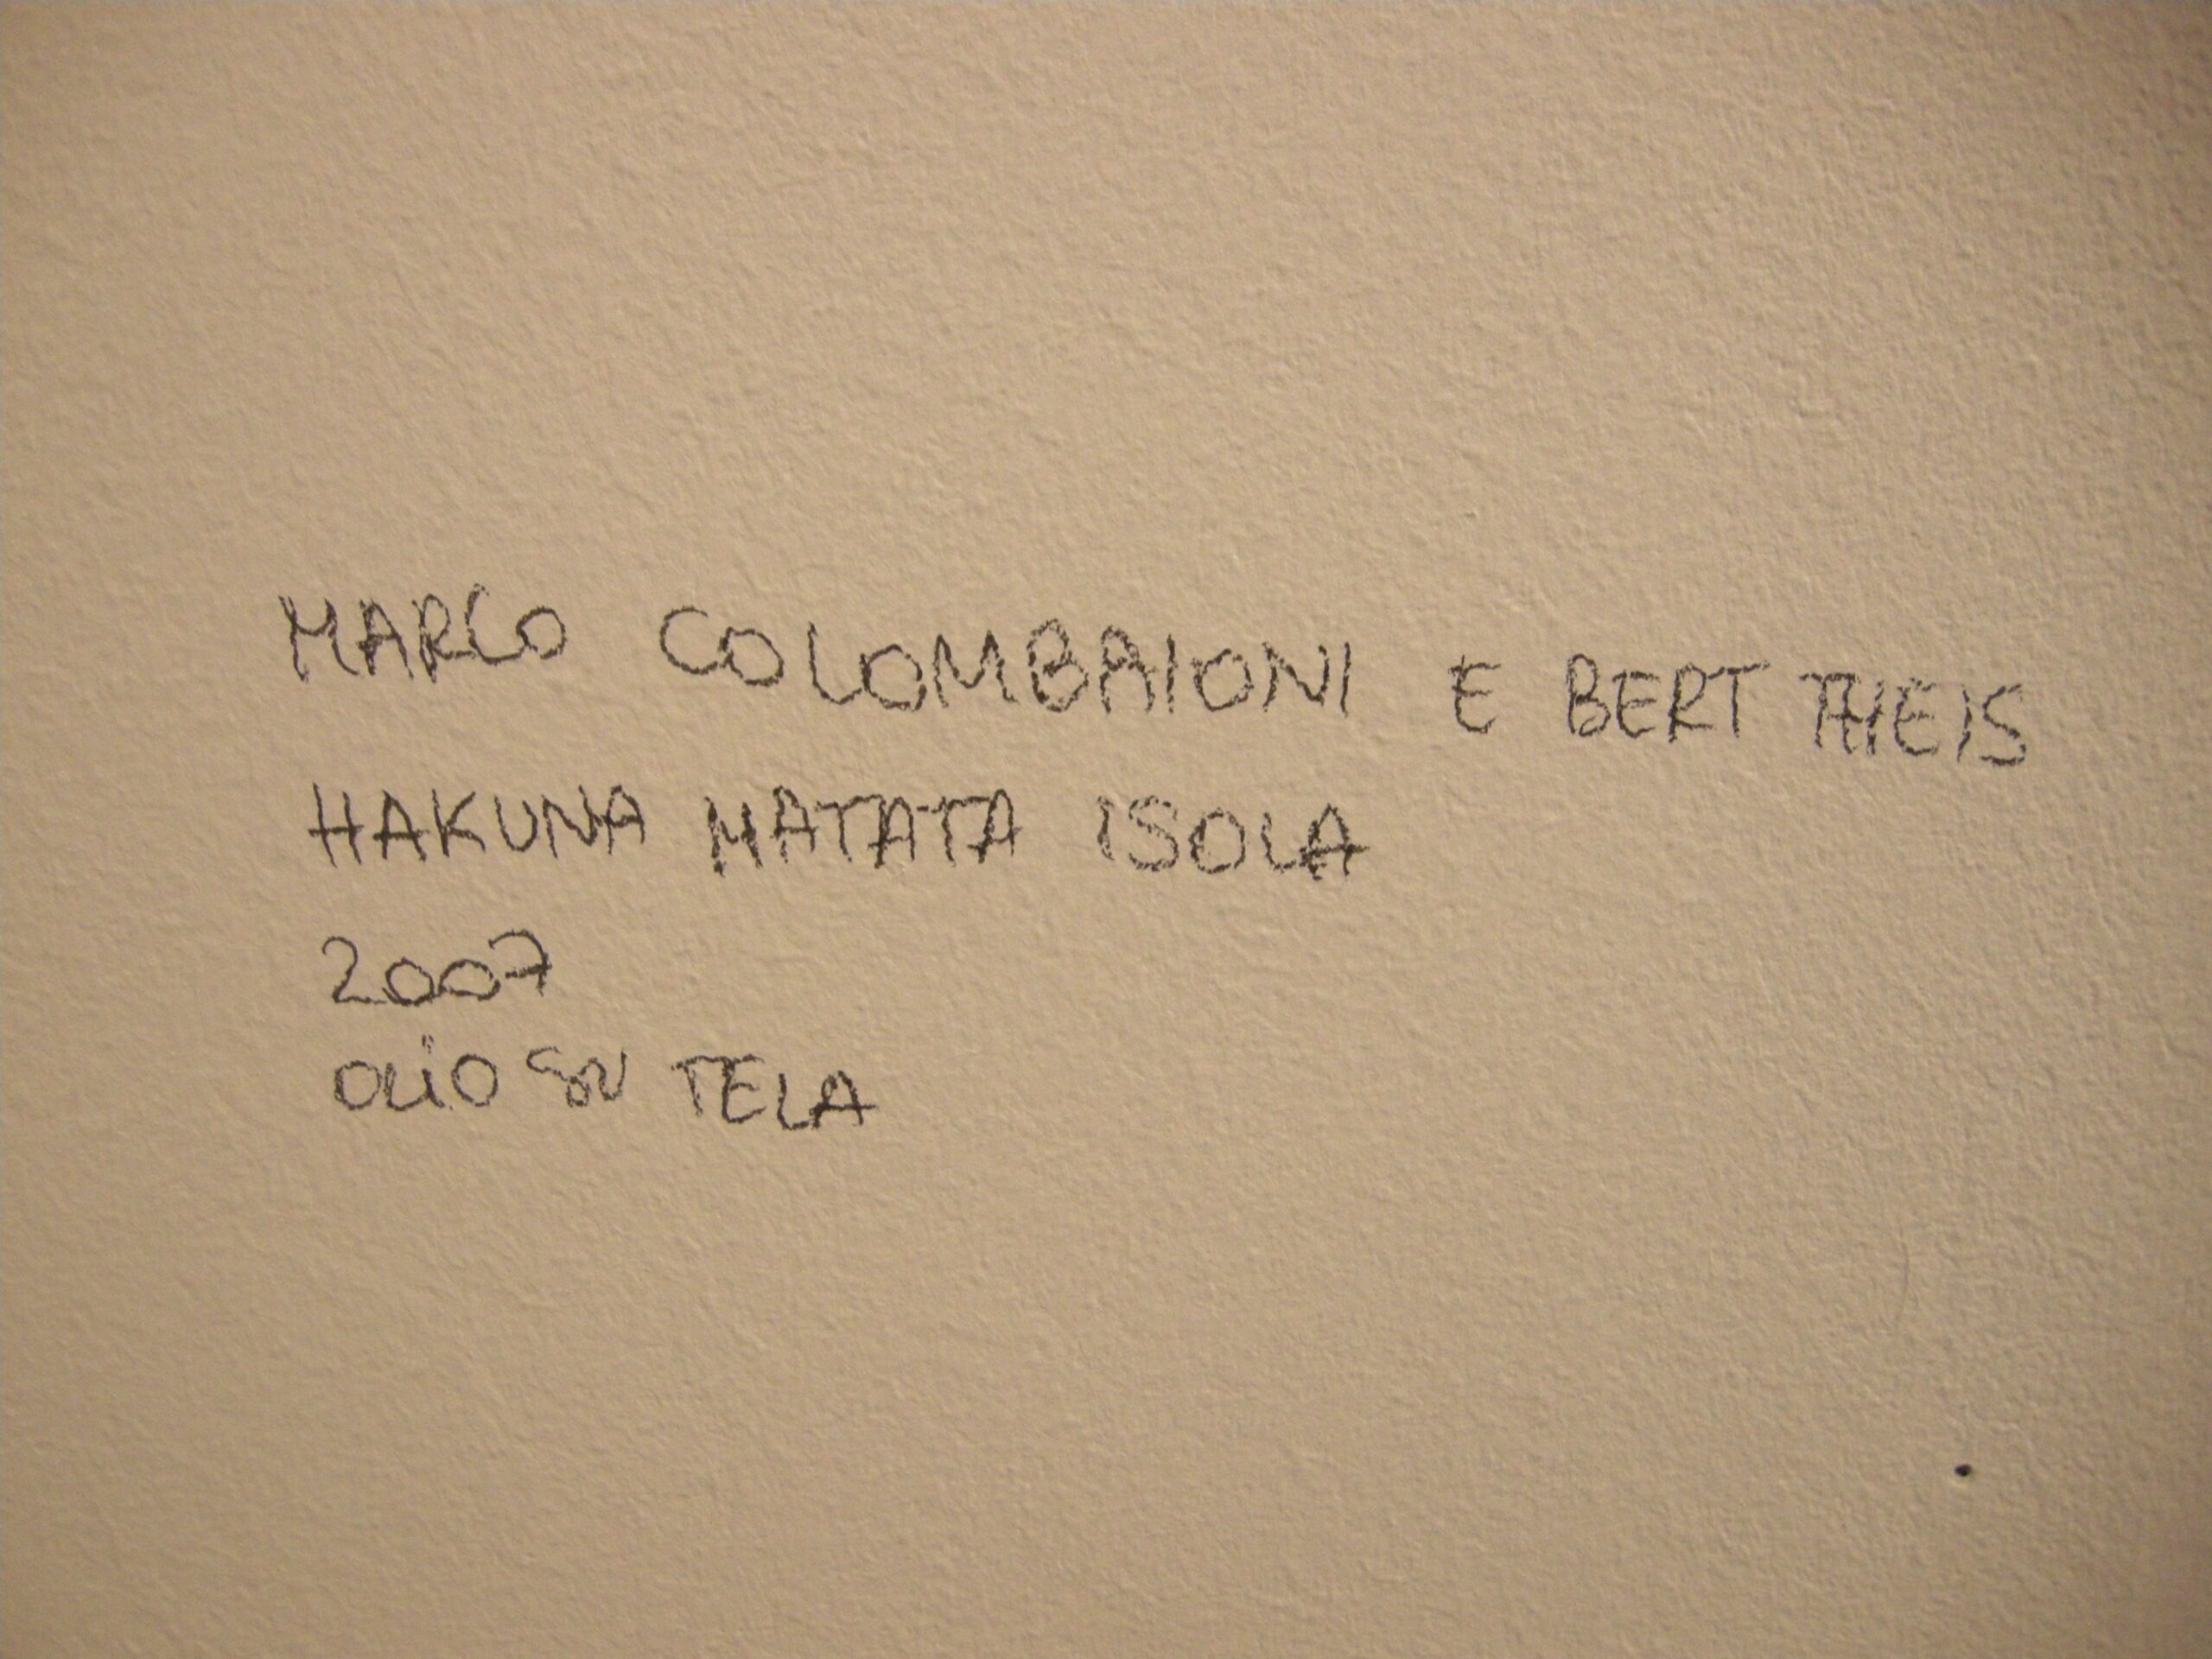 MARCO COLOMBAIONI E BERT THEIS
HAKUNA MATATA ISOLA
2007
OLIO SU TELA